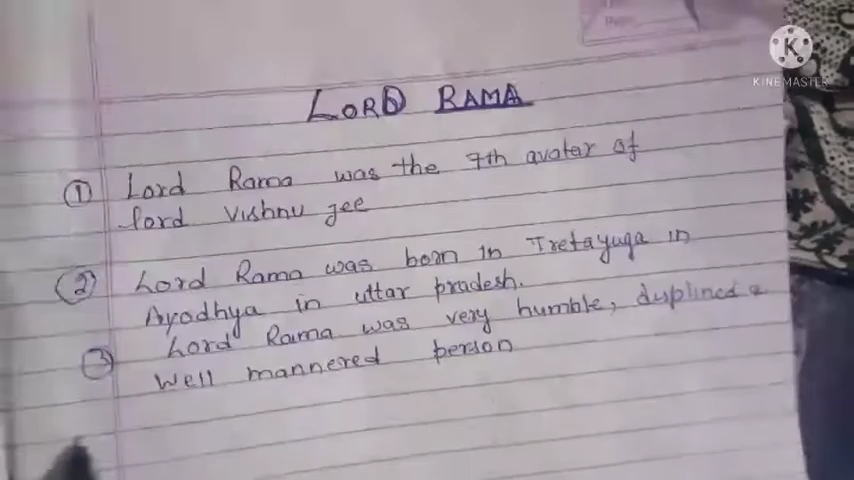 LORD RAMA
① Lord Rama was the 7th avatar of
lord Vishnu jee
② Lord Rama was born in Tretayuga in
Ayodhya in uttar pradesh.
③ Lord Rama was very humble, duplined &
well mannered person
KINEMASTER